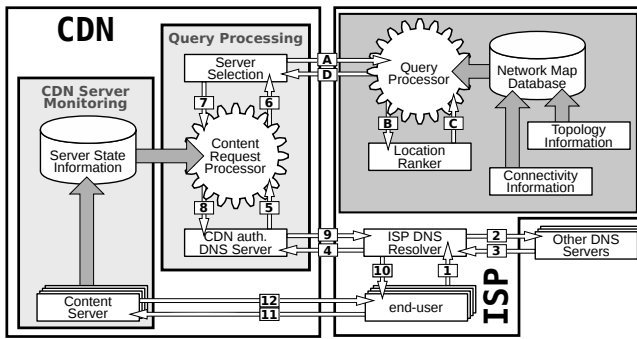 CDN
Query Processing
Server
Selection
A
D
Query
Processor
Network Map
Database
CDN Server
Monitoring
7
6
B
C
Topology
Information
Server State
Information
Content
Request
Processor
Location
Ranker
Connectivity
Information
8
5
CDN auth.
DNS Server
9
4
ISP DNS
Resolver
2
3
Other DNS
Servers
10
1
ISP
Content
Server
12
11
end-user